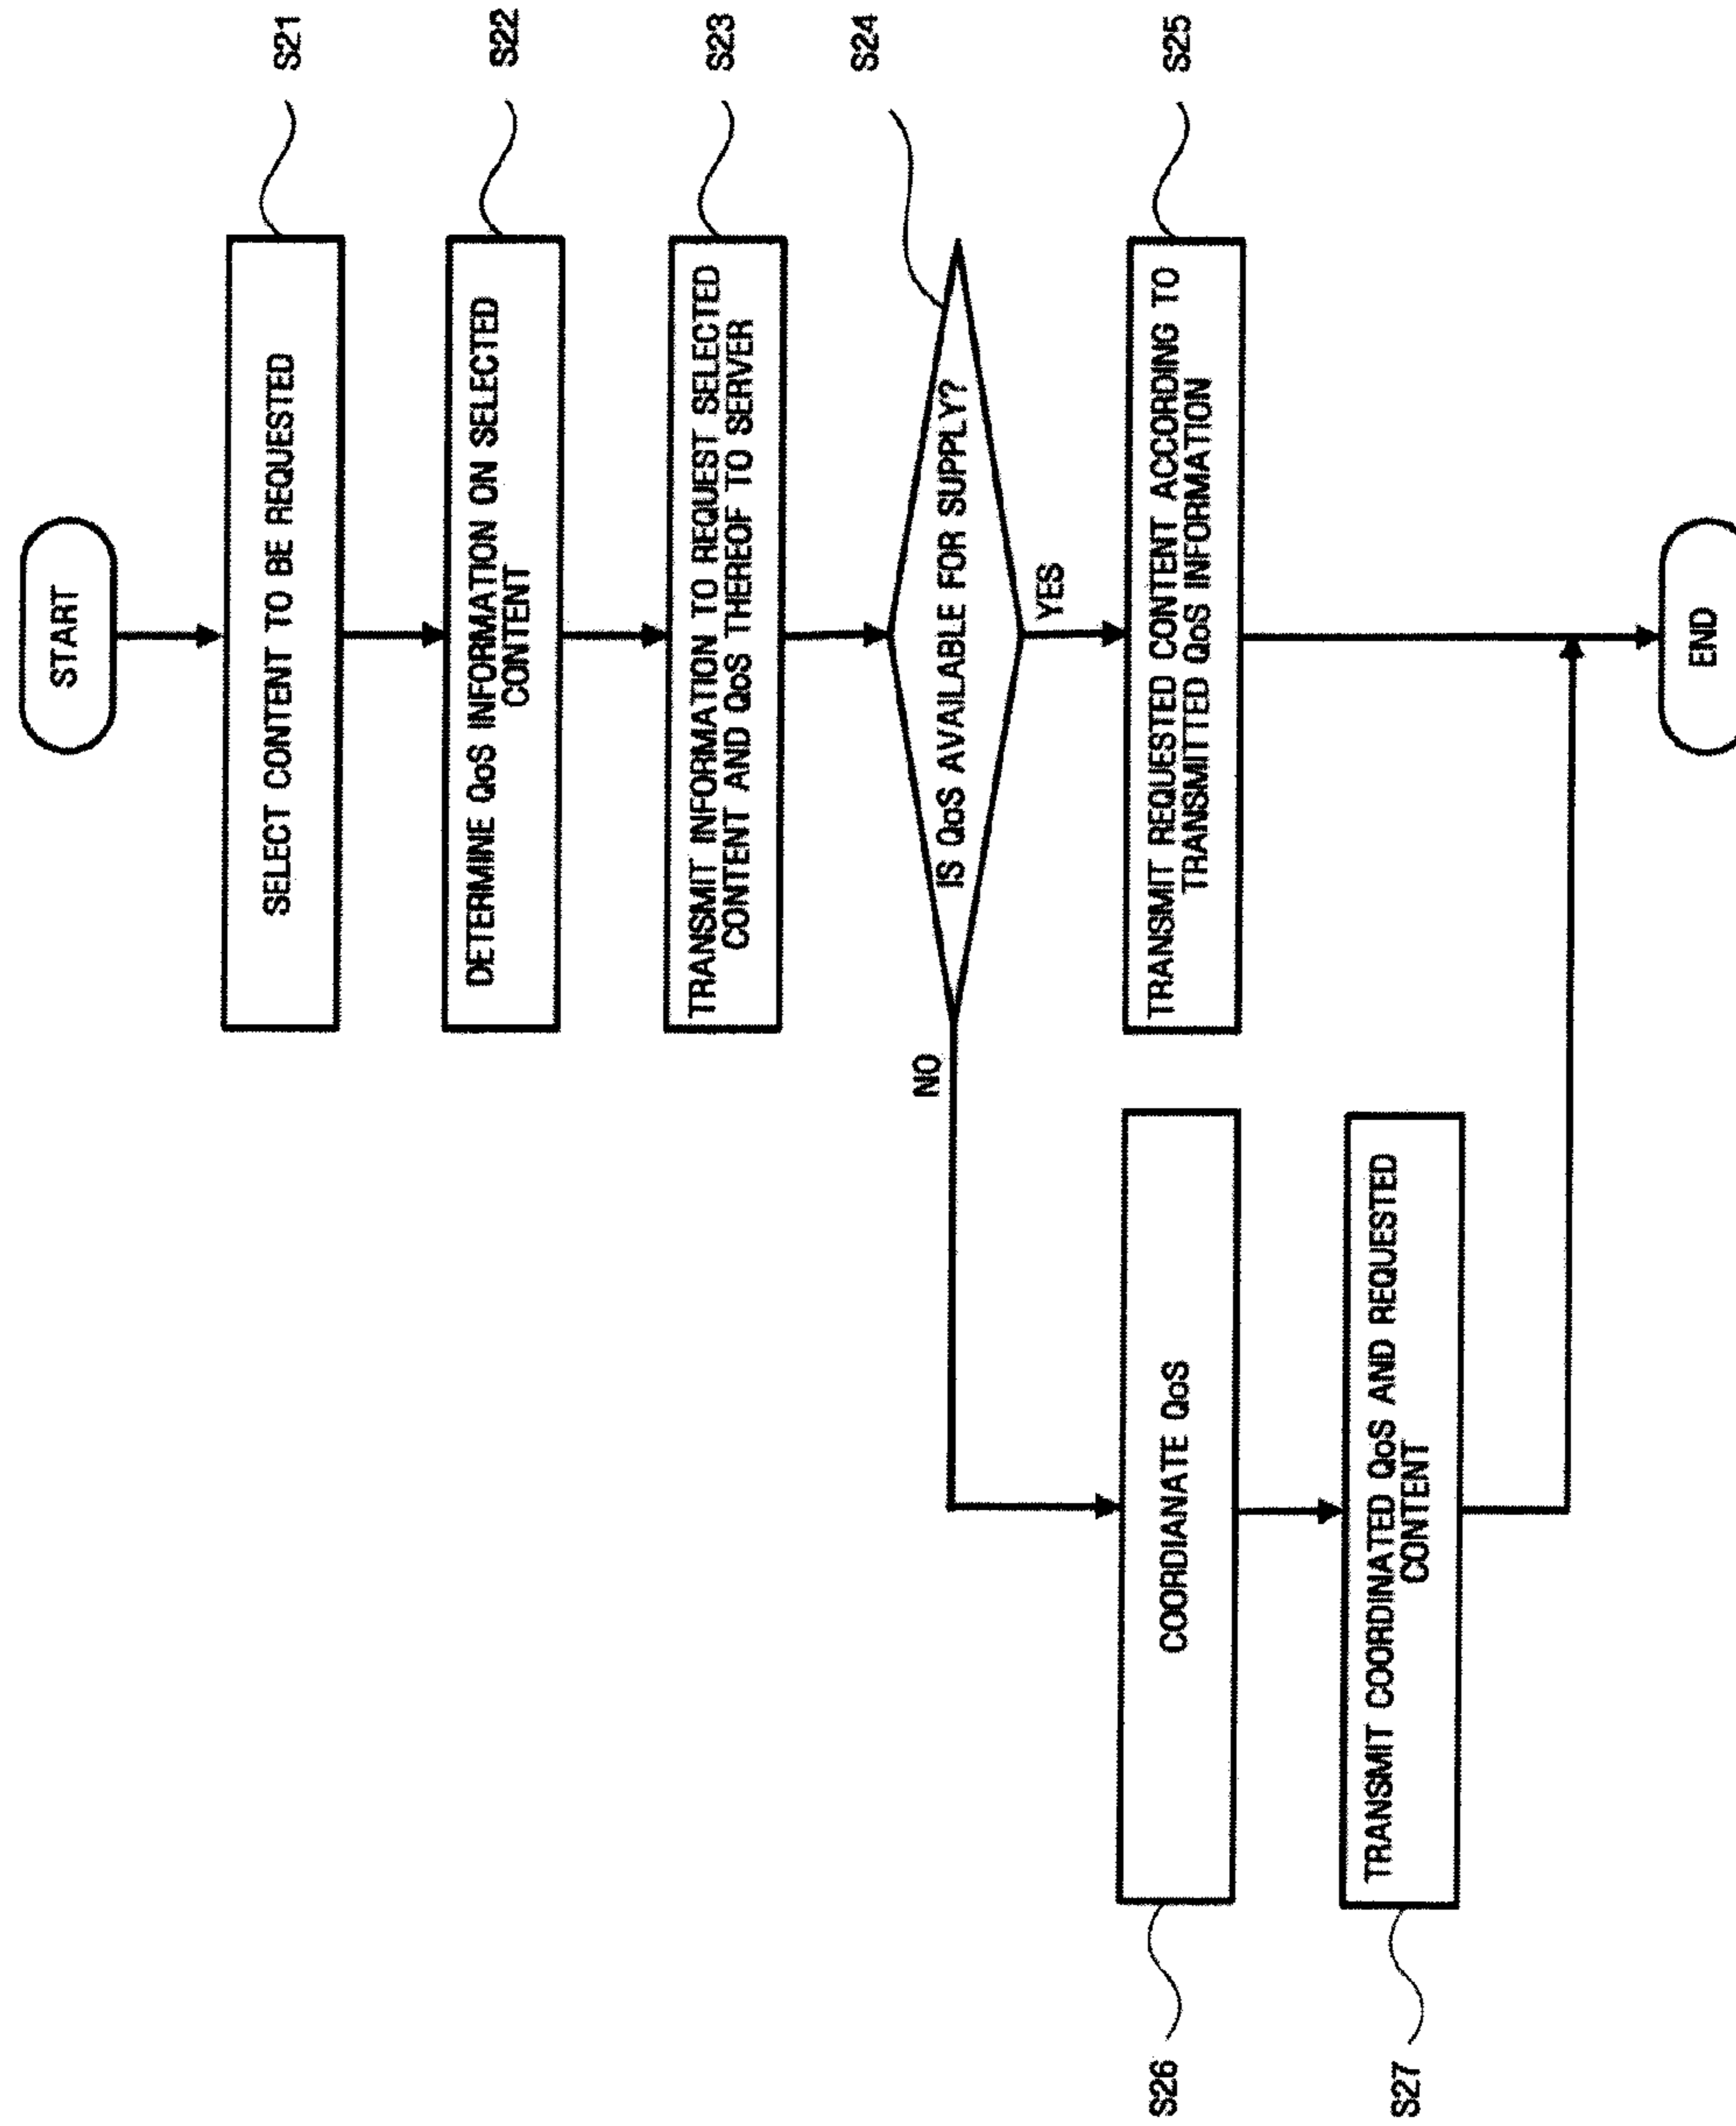 START
SELECT CONTENT TO BE REQUESTED
S21
DETERMINE QoS INFORMATION ON SELECTED
CONTENT
S22
TRANSMIT INFORMATION TO REQUEST SELECTED
CONTENT AND QoS THEREOF TO SERVER
S23
IS QoS AVAILABLE FOR SUPPLY?
S24
NO
YES
TRANSMIT REQUESTED CONTENT ACCORDING TO
TRANSMITTED QoS INFORMATION
S25
COORDIANATE QoS
S26
TRANSMIT COORDINATED QoS AND REQUESTED
CONTENT
S27
END